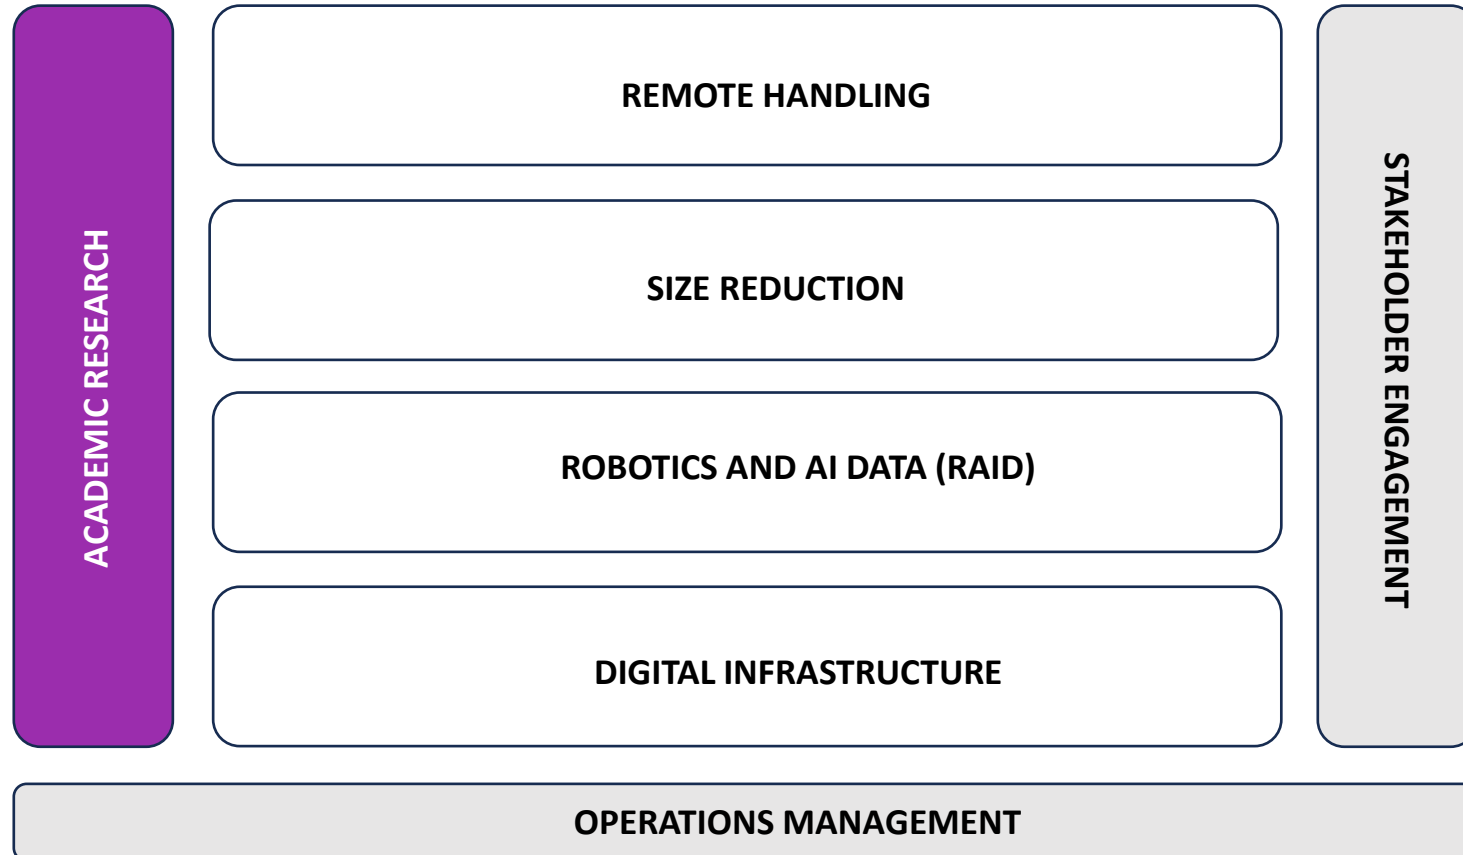 ACADEMIC RESEARCH
REMOTE HANDLING
SIZE REDUCTION
ROBOTICS AND AI DATA (RAID)
DIGITAL INFRASTRUCTURE
STAKEHOLDER ENGAGEMENT
OPERATIONS MANAGEMENT